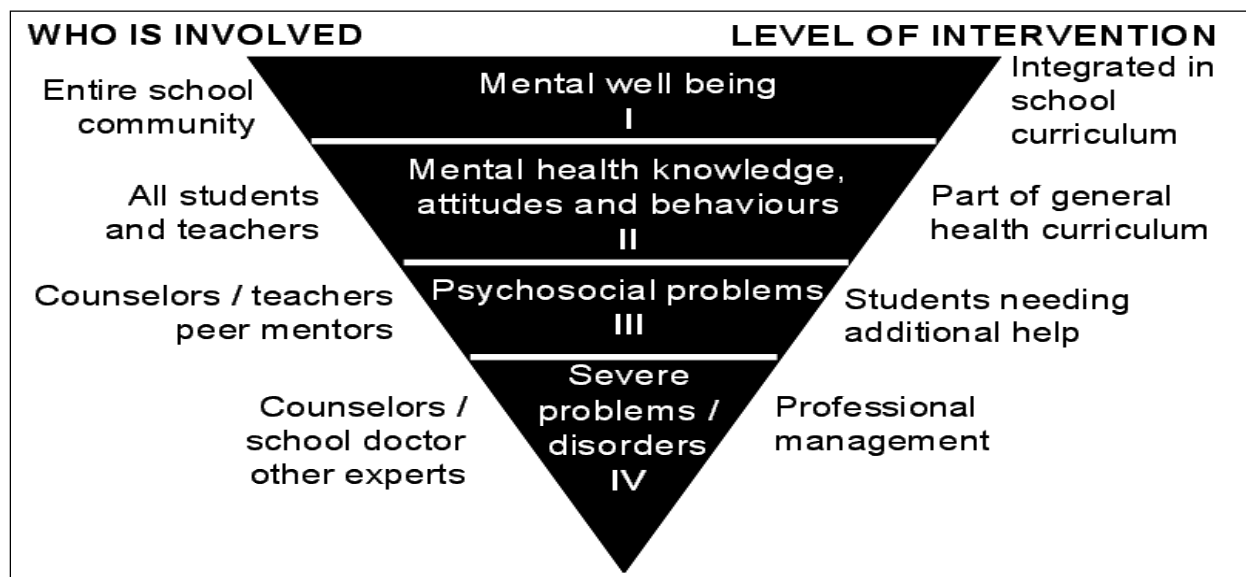 WHO IS INVOLVED
LEVEL OF INTERVENTION
Entire school
community
Mental well being
I
Integrated in
school
curriculum
All students
and teachers
Mental health knowledge,
attitudes and behaviours
II
Part of general
health curriculum
Counselors / teachers
peer mentors
Psychosocial problems
III
Students needing
additional help
Counselors /
school doctor
other experts
Severe
problems /
disorders
IV
Professional
management